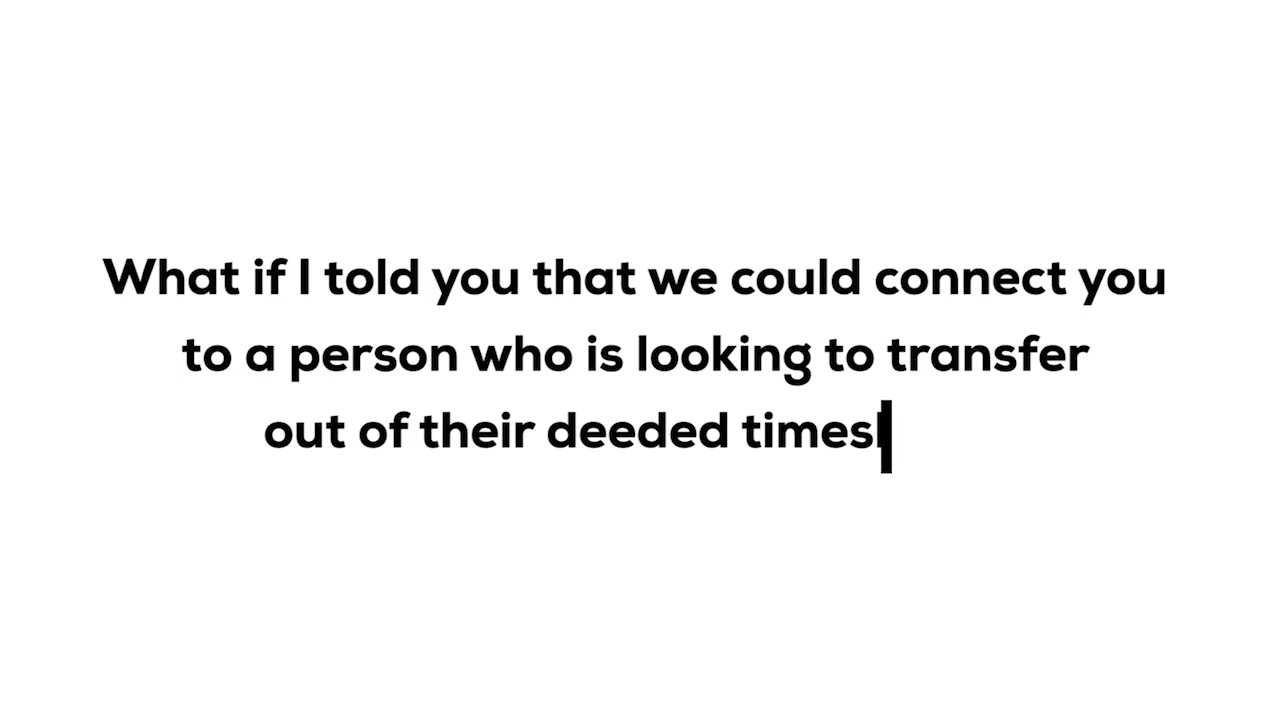 What if I told you that we could connect you
to a person who is looking to transfer
out of their deeded times